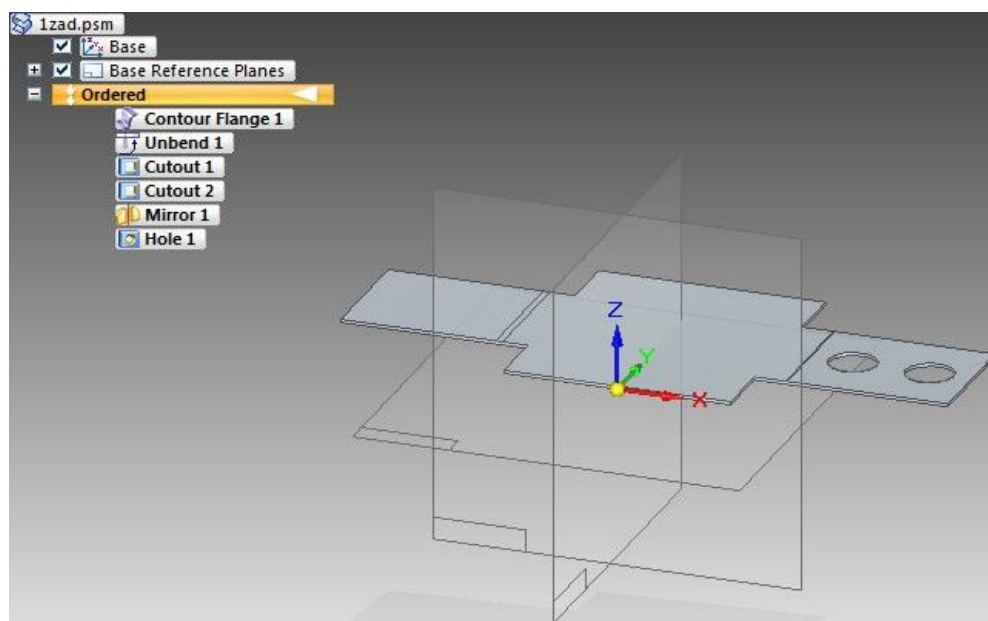 1zad.psm
Base
Base Reference Planes
Ordered
Contour Flange 1
Unbend 1
Cutout 1
Cutout 2
Mirror 1
Hole 1
Z
Y
X